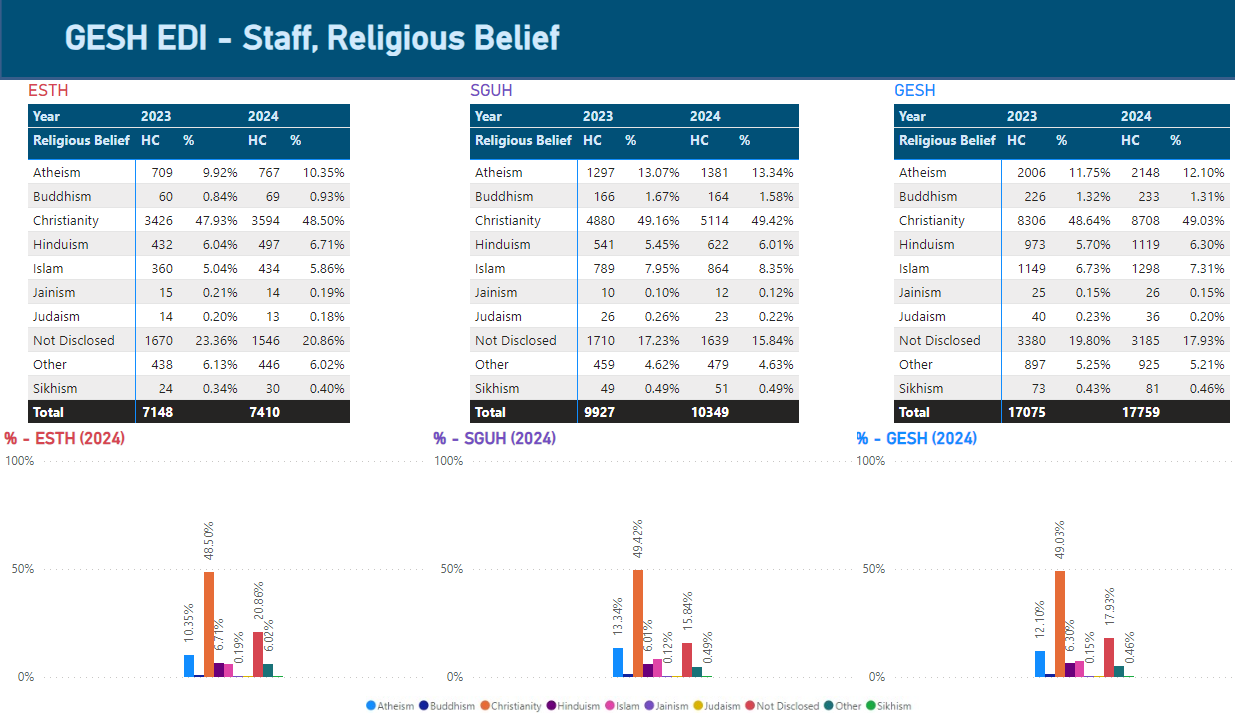 GESH EDI - Staff, Religious Belief
ESTH
Year 2023 2024
Religious Belief HC % HC %
Atheism 709 9.92% 767 10.35%
Buddhism 60 0.84% 69 0.93%
Christianity 3426 47.93% 3594 48.50%
Hinduism 432 6.04% 497 6.71%
Islam 360 5.04% 434 5.86%
Jainism 15 0.21% 14 0.19%
Judaism 14 0.20% 13 0.18%
Not Disclosed 1670 23.36% 1546 20.86%
Other 438 6.13% 446 6.02%
Sikhism 24 0.34% 30 0.40%
Total 7148 7410
SGUH
Year 2023 2024
Religious Belief HC % HC %
Atheism 1297 13.07% 1381 13.34%
Buddhism 166 1.67% 164 1.58%
Christianity 4880 49.16% 5114 49.42%
Hinduism 541 5.45% 622 6.01%
Islam 789 7.95% 864 8.35%
Jainism 10 0.10% 12 0.12%
Judaism 26 0.26% 23 0.22%
Not Disclosed 1710 17.23% 1639 15.84%
Other 459 4.62% 479 4.63%
Sikhism 49 0.49% 51 0.49%
Total 9927 10349
GESH
Year 2023 2024
Religious Belief HC % HC %
Atheism 2006 11.75% 2148 12.10%
Buddhism 226 1.32% 233 1.31%
Christianity 8306 48.64% 8708 49.03%
Hinduism 973 5.70% 1119 6.30%
Islam 1149 6.73% 1298 7.31%
Jainism 25 0.15% 26 0.15%
Judaism 40 0.23% 36 0.20%
Not Disclosed 3380 19.80% 3185 17.93%
Other 897 5.25% 925 5.21%
Sikhism 73 0.43% 81 0.46%
Total 17075 17759
% - ESTH (2024)
100%
50%
0%
10.35%
48.50%
6.71%
0.19%
20.86%
6.02%
% - SGUH (2024)
100%
50%
0%
13.34%
49.42%
6.01%
0.12%
15.84%
0.49%
% - GESH (2024)
100%
50%
0%
12.10%
49.03%
6.30%
0.15%
17.93%
0.46%
Atheism Buddhism Christianity Hinduism Islam Jainism Judaism Not Disclosed Other Sikhism